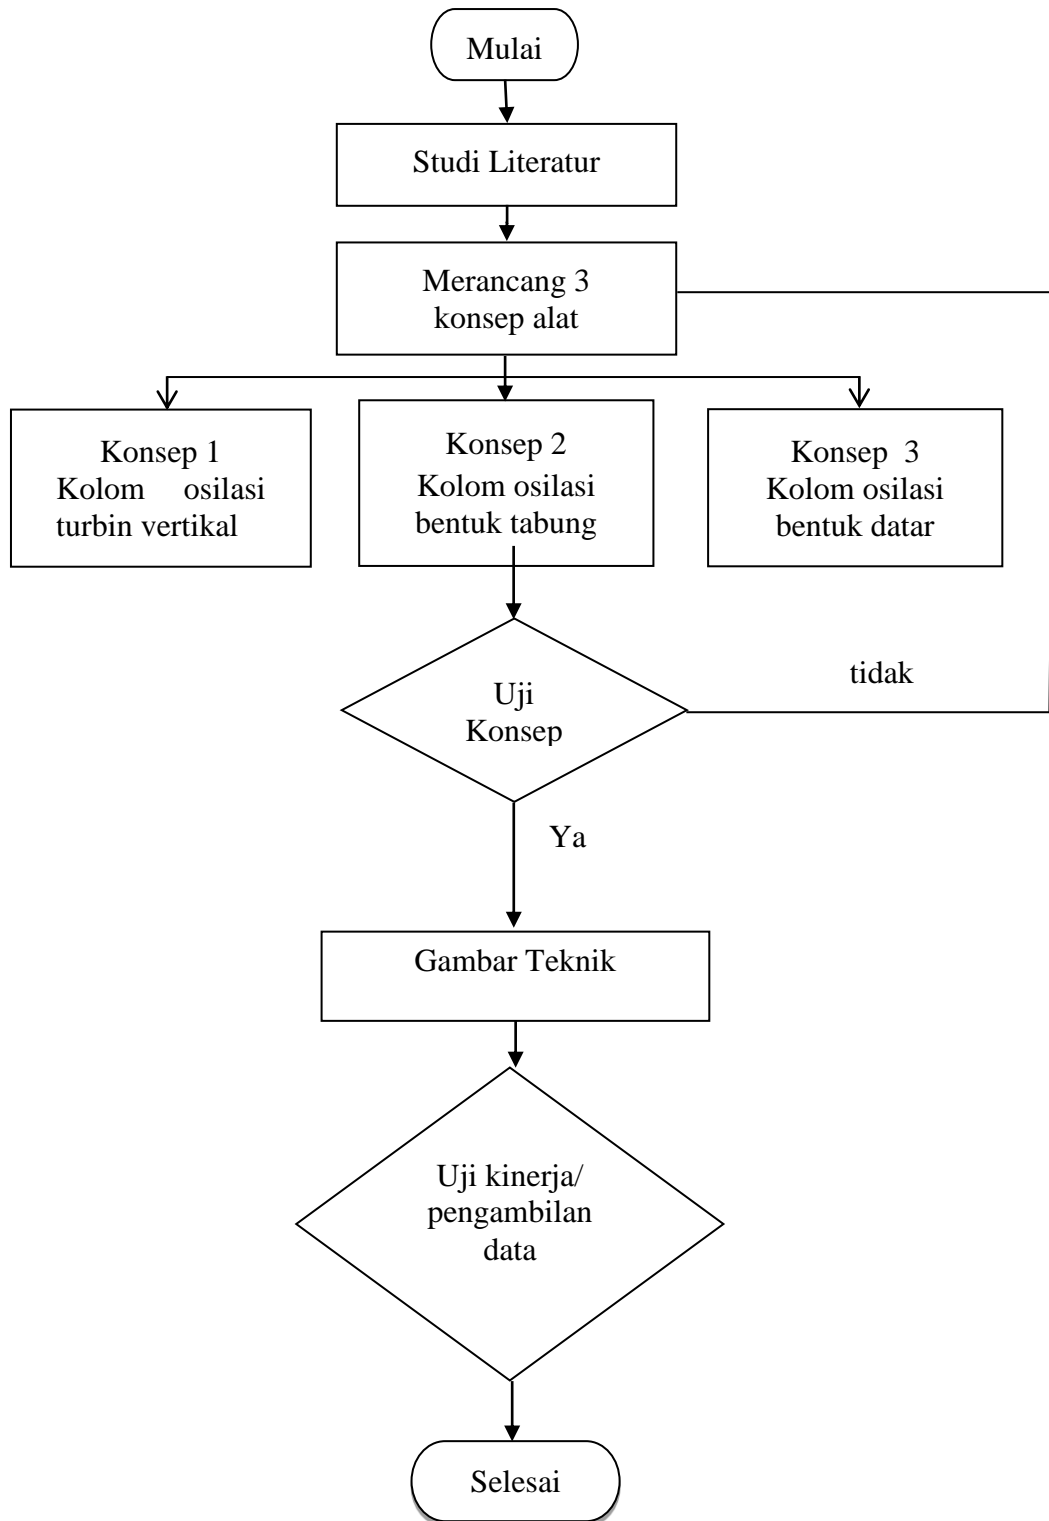 Mulai
Studi Literatur
Merancang 3
konsep alat
Konsep 1
Kolom osilasi
turbin vertikal
Konsep 2
Kolom osilasi
bentuk tabung
Konsep 3
Kolom osilasi
bentuk datar
Uji
Konsep
tidak
Ya
Gambar Teknik
Uji kinerja/
pengambilan
data
Selesai